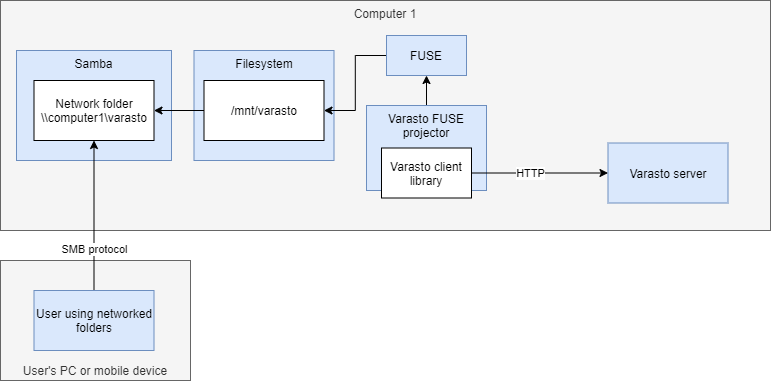 Computer 1
Samba
Network folder
\\computer1\varasto
Filesystem
/mnt/varasto
FUSE
Varasto FUSE
projector
Varasto client
library
HTTP
Varasto server
SMB protocol
User using networked
folders
User's PC or mobile device